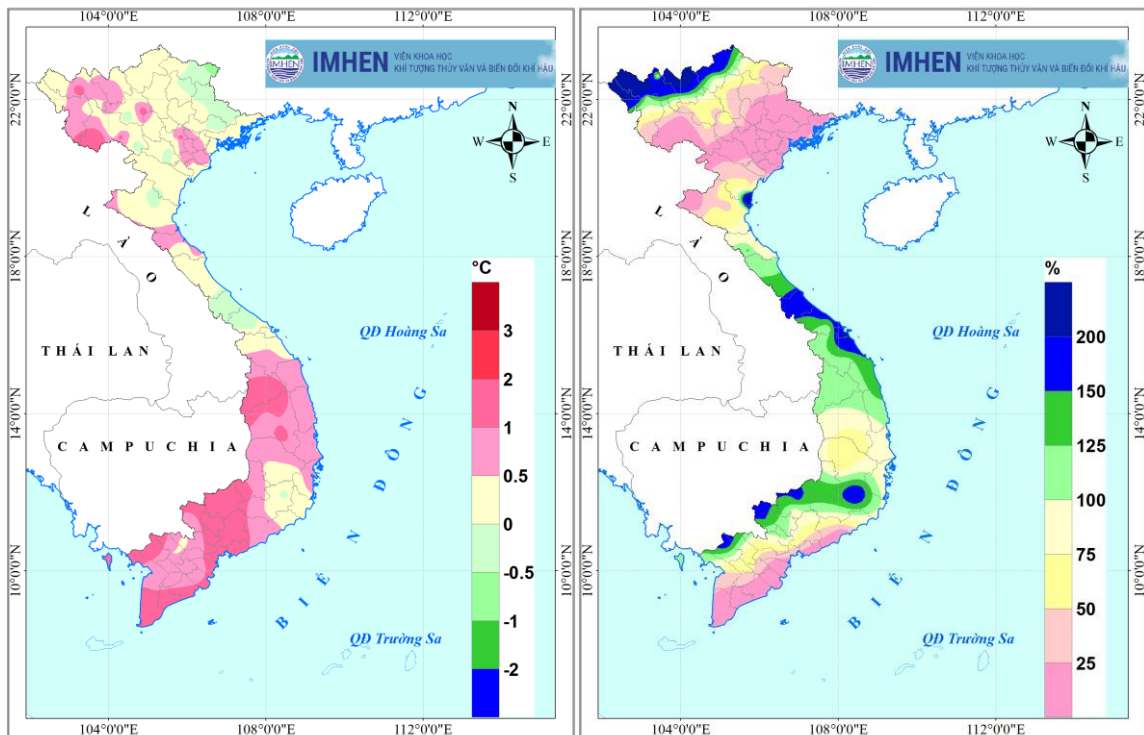 104°0'0"E 108°0'0"E 112°0'0"E
IMHEN
IMHEN
VIỆN KHOA HỌC
KHÍ TƯỢNG THỦY VĂN VÀ BIẾN ĐỔI KHÍ HẬU
22°0'0"N
N
W E
S
LÀO
18°0'0"N
°C
QĐ Hoàng Sa
THÁI LAN
3
2
14°0'0"N
1
CAMPUCHIA
0.5
0
-0.5
10°0'0"N
-1
-2
BIỂN ĐÔNG
QĐ Trường Sa
104°0'0"E 108°0'0"E 112°0'0"E
104°0'0"E 108°0'0"E 112°0'0"E
IMHEN
IMHEN
VIỆN KHOA HỌC
KHÍ TƯỢNG THỦY VĂN VÀ BIẾN ĐỔI KHÍ HẬU
22°0'0"N
N
W E
S
LÀO
18°0'0"N
%
QĐ Hoàng Sa
THÁI LAN
200
150
14°0'0"N
125
CAMPUCHIA
100
75
50
10°0'0"N
25
BIỂN ĐÔNG
QĐ Trường Sa
104°0'0"E 108°0'0"E 112°0'0"E